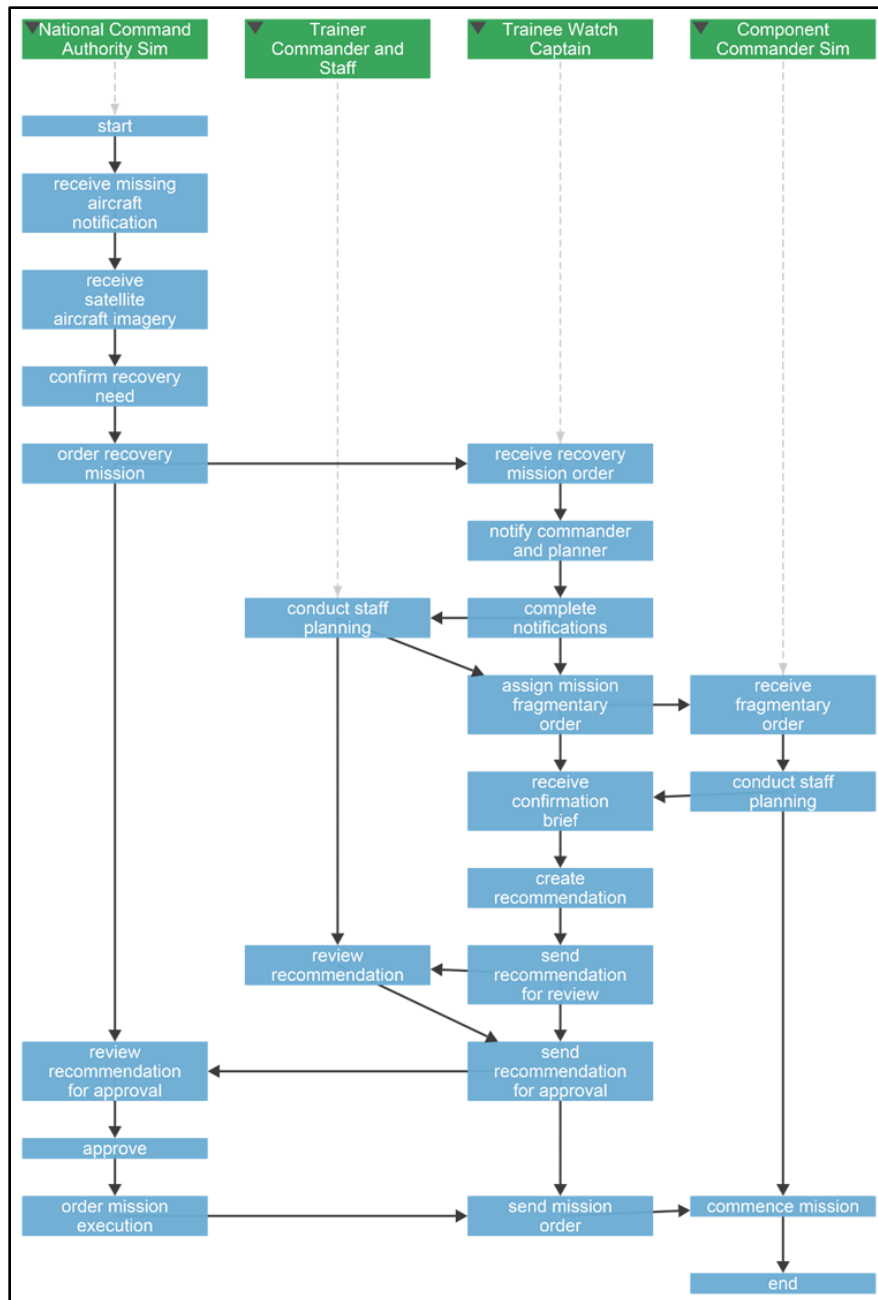 National Command
Authority Sim
Trainer
Commander and
Staff
Trainee Watch
Captain
Component
Commander Sim
start
receive missing
aircraft
notification
receive
satellite
aircraft imagery
confirm recovery
need
order recovery
mission
receive recovery
mission order
notify commander
and planner
conduct staff
planning
complete
notifications
assign mission
fragmentary
order
receive
fragmentary
order
receive
confirmation
brief
conduct staff
planning
create
recommendation
review
recommendation
send
recommendation
for review
review
recommendation
for approval
send
recommendation
for approval
approve
order mission
execution
send mission
order
commence mission
end